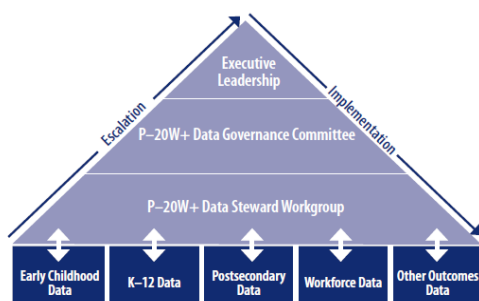 Executive
Leadership
Escalation
Implementation
P–20W+ Data Governance Committee
P–20W+ Data Steward Workgroup
Early Childhood
Data
K–12 Data
Postsecondary
Data
Workforce Data
Other Outcomes
Data